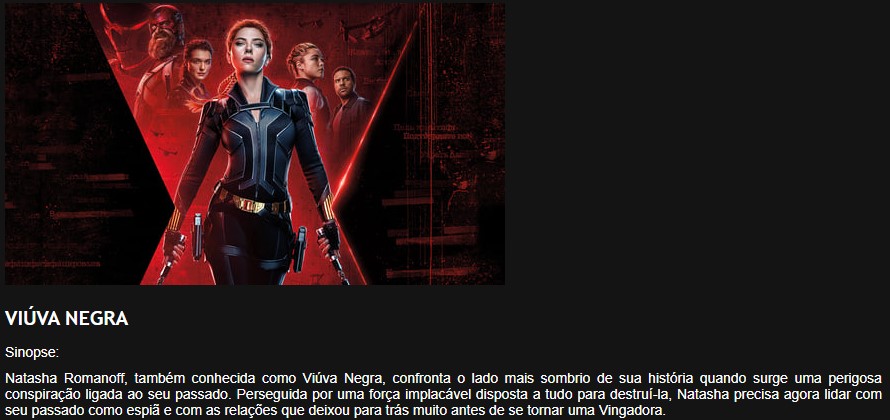 VIÚVA NEGRA
Sinopse:
Natasha Romanoff, também conhecida como Viúva Negra, confronta o lado mais sombrio de sua história quando surge uma perigosa
conspiração ligada ao seu passado. Perseguida por uma força implacável disposta a tudo para destruí-la, Natasha precisa agora lidar com
seu passado como espiã e com as relações que deixou para trás muito antes de se tornar uma Vingadora.